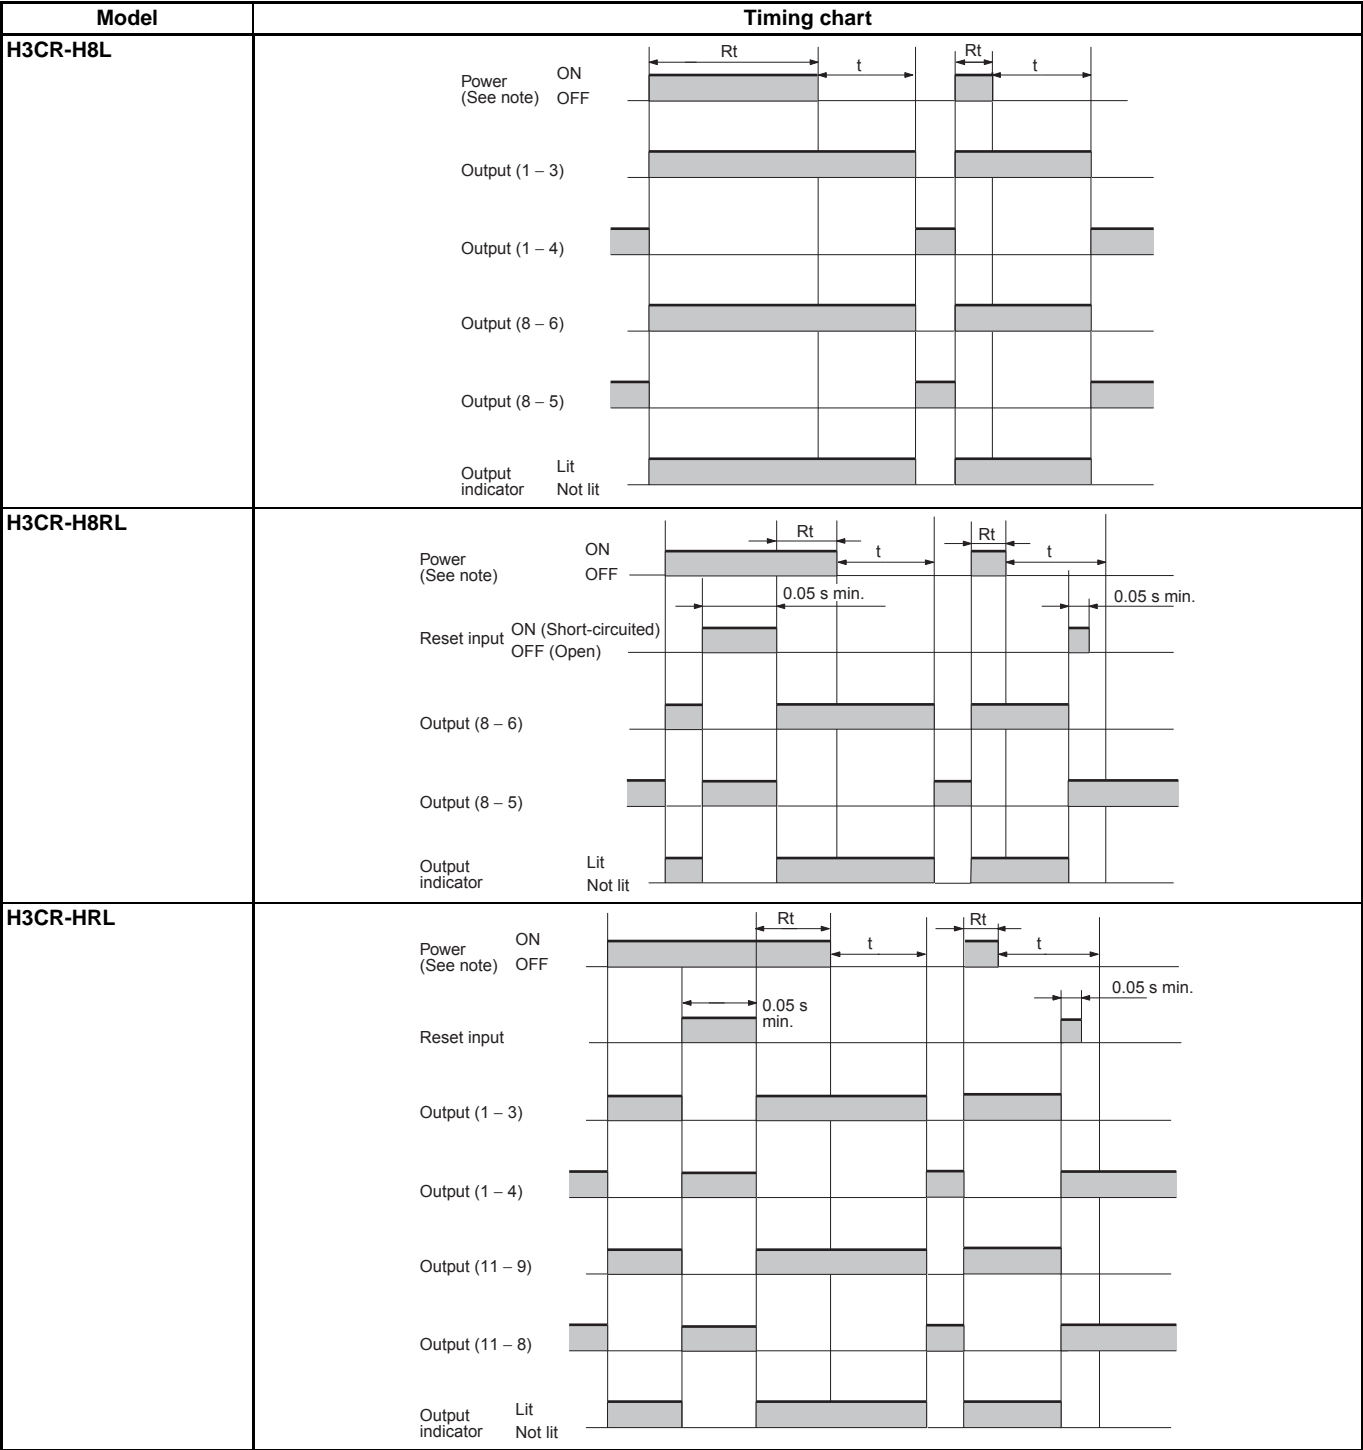 Model Timing chart
H3CR-H8L
Rt t Rt t
Power
(See note)
ON
OFF
Output (1 – 3)
Output (1 – 4)
Output (8 – 6)
Output (8 – 5)
Output
indicator
Lit
Not lit
H3CR-H8RL
Rt t Rt t
Power
(See note)
ON
OFF
0.05 s min. 0.05 s min.
Reset input
ON (Short-circuited)
OFF (Open)
Output (8 – 6)
Output (8 – 5)
Output
indicator
Lit
Not lit
H3CR-HRL
Rt t Rt t
Power
(See note)
ON
OFF
0.05 s
min.
0.05 s min.
Reset input
Output (1 – 3)
Output (1 – 4)
Output (11 – 9)
Output (11 – 8)
Output
indicator
Lit
Not lit